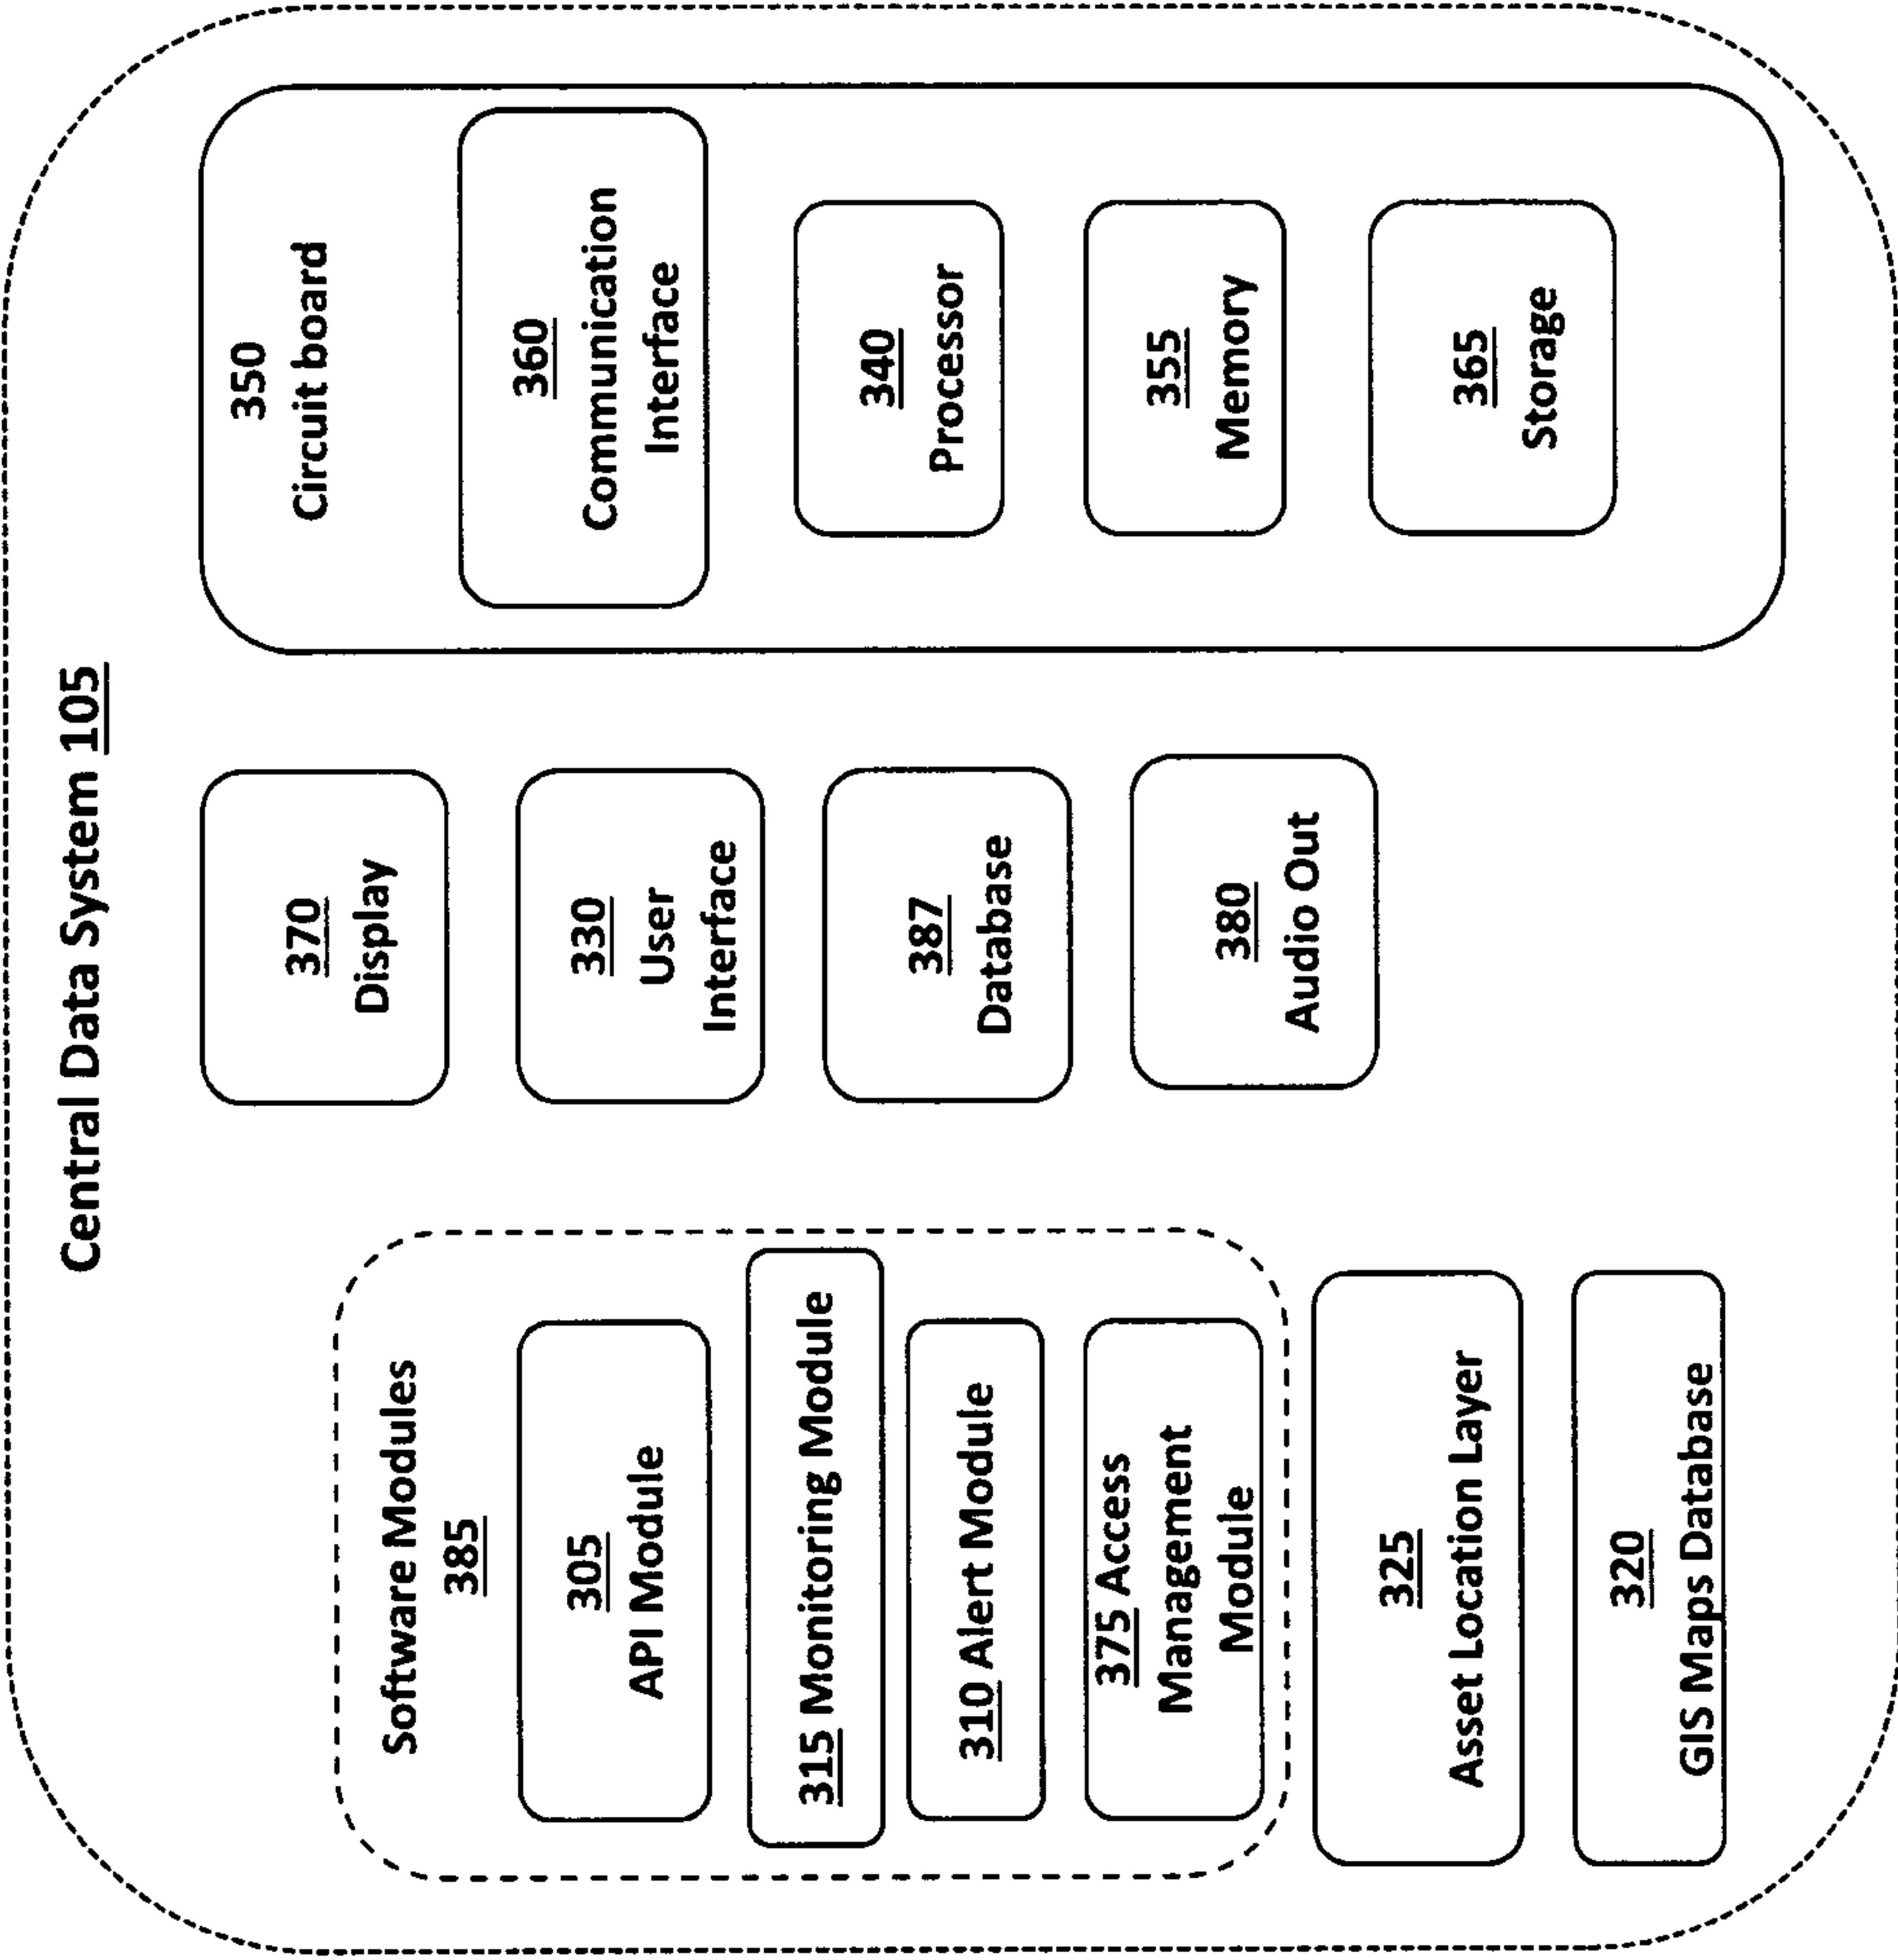 Central Data System 105
Software Modules
385
305
API Module
315 Monitoring Module
310 Alert Module
375 Access
Management
Module
325
Asset Location Layer
320
GIS Maps Database
370
Display
330
User
Interface
387
Database
380
Audio Out
350
Circuit board
360
Communication
Interface
340
Processor
355
Memory
365
Storage